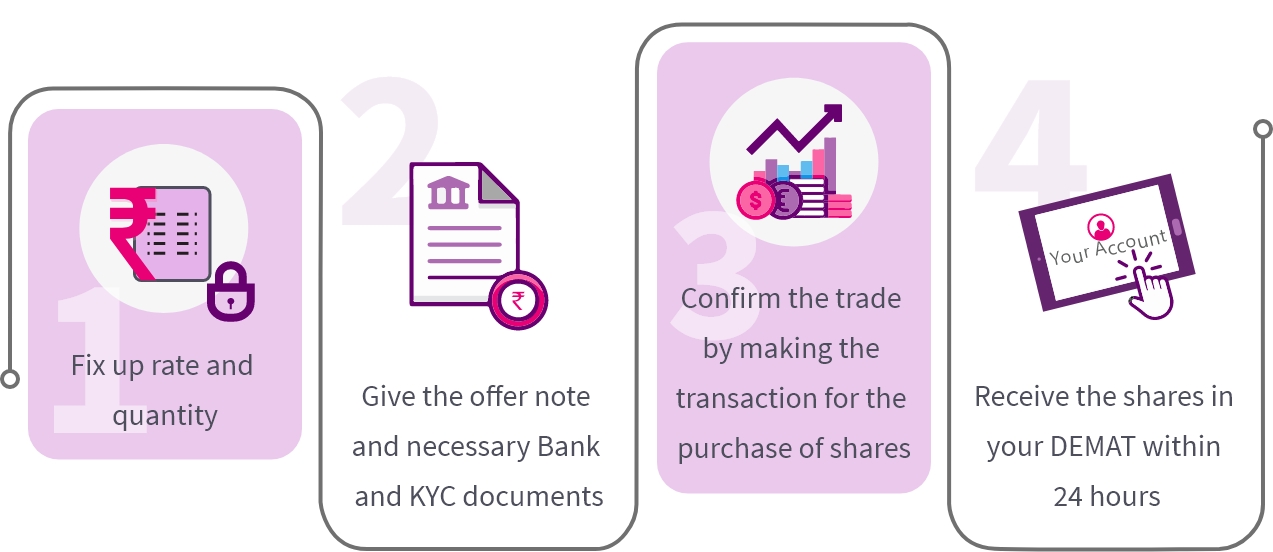 1
Fix up rate and
quantity
2
₹
Give the offer note
and necessary Bank
and KYC documents
3
$ €
Confirm the trade
by making the
transaction for the
purchase of shares
4
Your Account
Receive the shares in
your DEMAT within
24 hours